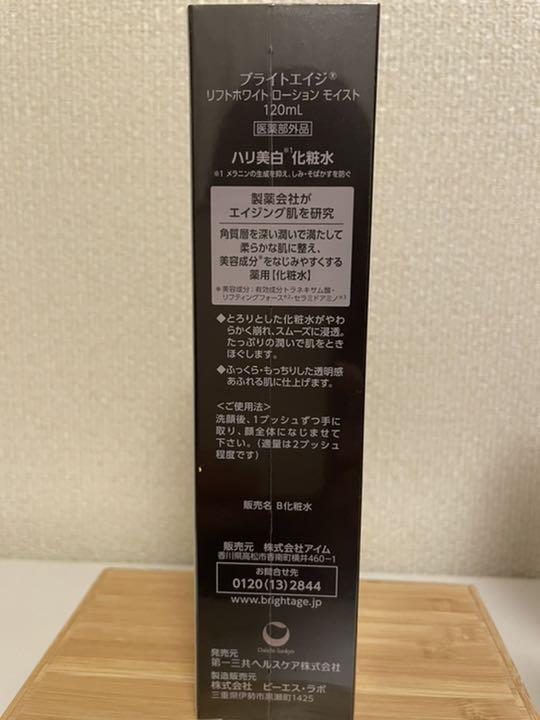 ブライトエイジ®
リフトホワイト ローション モイスト
120mL
医薬部外品
ハリ美白※1化粧水
※1 メラニンの生成を抑え、しみ・そばかすを防ぐ
製薬会社が
エイジング肌を研究
角質層を深い潤いで満たして
柔らかな肌に整え、
美容成分※をなじみやすくする
薬用【化粧水】
※美容成分：有効成分トラネキサム酸・
リフティングフォース※2・セラミドアミノ※3
◆とろりとした化粧水がやわ
らかく崩れ、スムーズに浸透。
たっぷりの潤いで肌をとき
ほぐします。
◆ふっくら・もっちりした透明感
あふれる肌に仕上げます。
＜ご使用法＞
洗顔後、1プッシュずつ手に
取り、顔全体になじませて
下さい。（適量は2プッシュ
程度です）
販売名 B化粧水
販売元 株式会社アイム
香川県高松市香南町横井460-1
お問合せ先
0120(13)2844
www.brightage.jp
Daiichi-Sankyo
発売元
第一三共ヘルスケア株式会社
製造販売元
株式会社 ピーエス・ラボ
三重県伊勢市黒瀬町1425